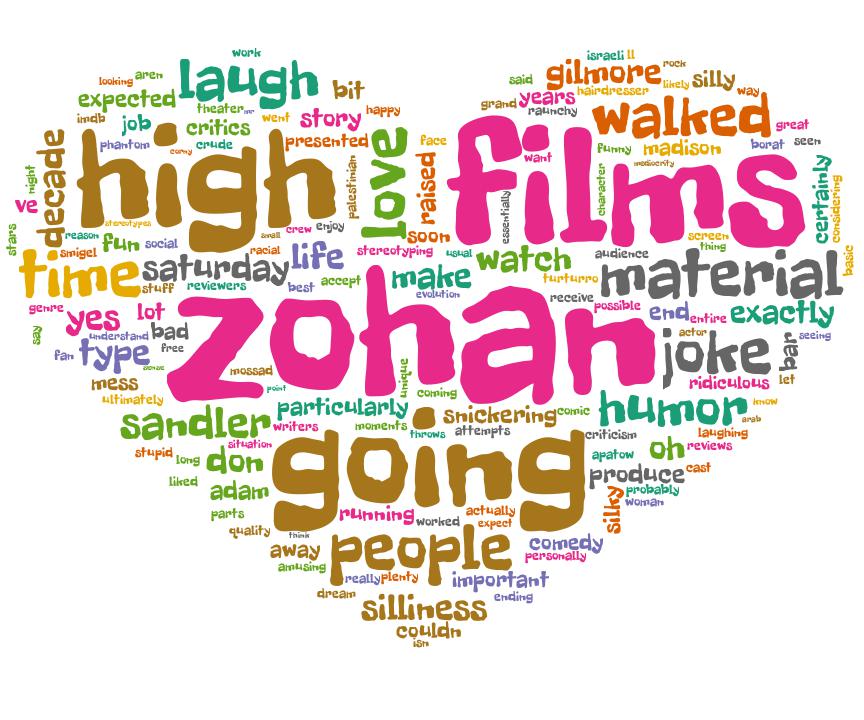 work
israeli ll
looking aren laugh bit
said gilmore rock
expected theater
grand years hairdresser likely silly way
imdb job critics went story happy
raunchy walked great
phantom crude presented
corny
decade high love face
want films
funny madison borat seen
mediocrity
night ve
palestinian raised
essentially character
certainly considering
stars reason stereotypes small crew enjoy soon
screen
smigel fun social racial life stereotyping usual watch audience thing
time saturday make turturro material basic
stuff reviewers best accept evolution
genre yes lot receive possible end entire exactly
say understand bad zohan actor joke bar seeing
fan type free
mossad ridiculous let
mess point unique coming
ultimately particularly snickering comic humor know
sandler writers moments throws attempts criticism arab
situation laughing
stupid long don going apatow oh reviews
liked adam produce cast
parts silky probably
woman
running worked actually
quality think expect
away people comedy
amusing personally
really plenty important
dream ending
silliness
couldn
isn